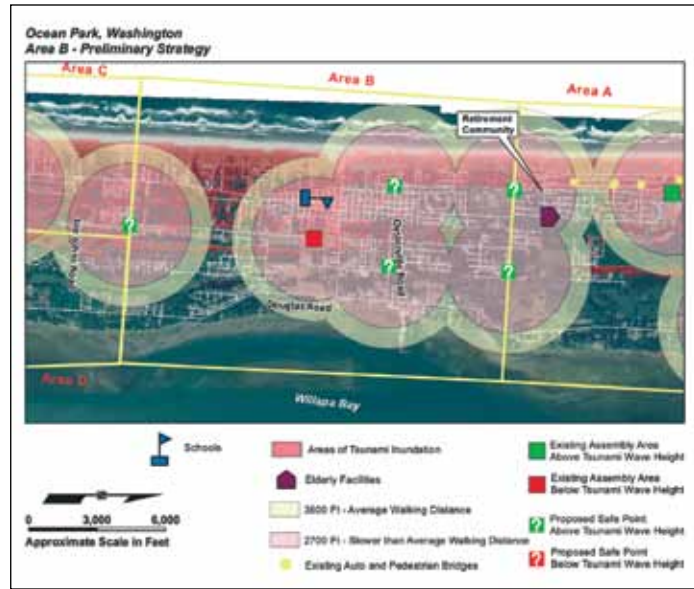 Ocean Park, Washington
Area B - Preliminary Strategy
Area C
Area B
Area A
Retirement
Community
?
?
?
?
?
Douglas Road
Area D
Willapa Bay
Schools
Areas of Tsunami Inundation
Elderly Facilities
3600 Ft - Average Walking Distance
2700 Ft - Slower than Average Walking Distance
Existing Auto and Pedestrian Bridges
Existing Assembly Area
Above Tsunami Wave Height
Existing Assembly Area
Below Tsunami Wave Height
? Proposed Safe Point
Above Tsunami Wave Height
? Proposed Safe Point
Below Tsunami Wave Height
0 3,000 6,000
Approximate Scale in Feet